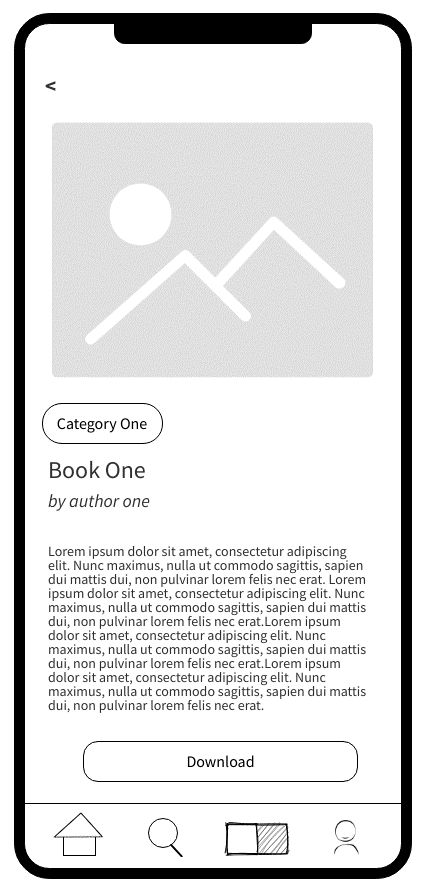 <
Category One
Book One
by author one
Lorem ipsum dolor sit amet, consectetur adipiscing
elit. Nunc maximus, nulla ut commodo sagittis, sapien
dui mattis dui, non pulvinar lorem felis nec erat. Lorem
ipsum dolor sit amet, consectetur adipiscing elit. Nunc
maximus, nulla ut commodo sagittis, sapien dui mattis
dui, non pulvinar lorem felis nec erat.Lorem ipsum
dolor sit amet, consectetur adipiscing elit. Nunc
maximus, nulla ut commodo sagittis, sapien dui mattis
dui, non pulvinar lorem felis nec erat.Lorem ipsum
dolor sit amet, consectetur adipiscing elit. Nunc
maximus, nulla ut commodo sagittis, sapien dui mattis
dui, non pulvinar lorem felis nec erat.
Download